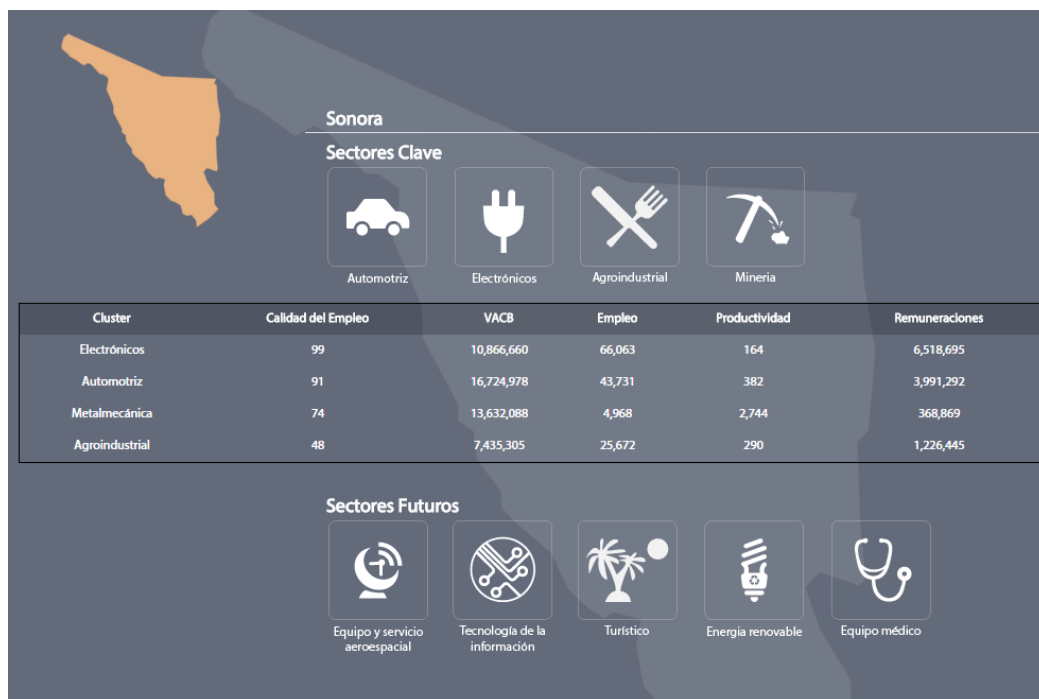 Sonora
Sectores Clave
Automotriz
Electrónicos
Agroindustrial
Mineria
Cluster Calidad del Empleo VACB Empleo Productividad Remuneraciones
Electrónicos 99 10,866,660 66,063 164 6,518,695
Automotriz 91 16,724,978 43,731 382 3,991,292
Metalmecánica 74 13,632,088 4,968 2,744 368,869
Agroindustrial 48 7,435,305 25,672 290 1,226,445
Sectores Futuros
Equipo y servicio
aeroespacial
Tecnología de la
información
Turístico
Energia renovable
Equipo médico